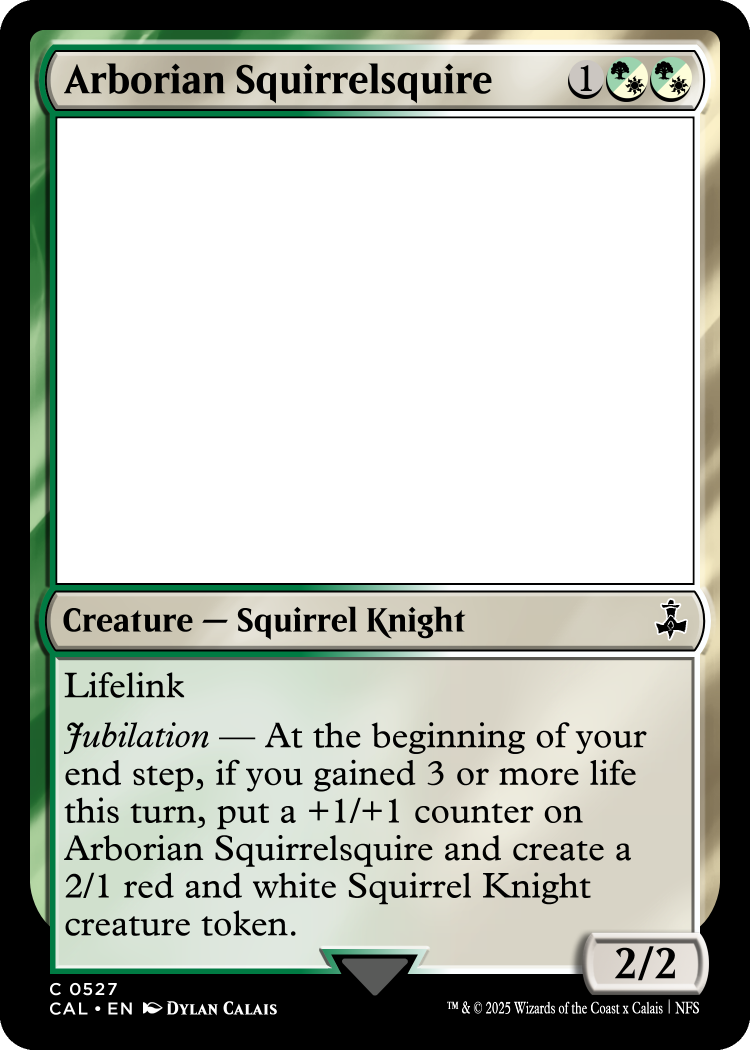 Arborian Squirrelsquire 1
Creature — Squirrel Knight
Lifelink
Jubilation — At the beginning of your
end step, if you gained 3 or more life
this turn, put a +1/+1 counter on
Arborian Squirrelsquire and create a
2/1 red and white Squirrel Knight
creature token.
2/2
C 0527
CAL • EN DYLAN CALAIS
™ & © 2025 Wizards of the Coast x Calais | NFS